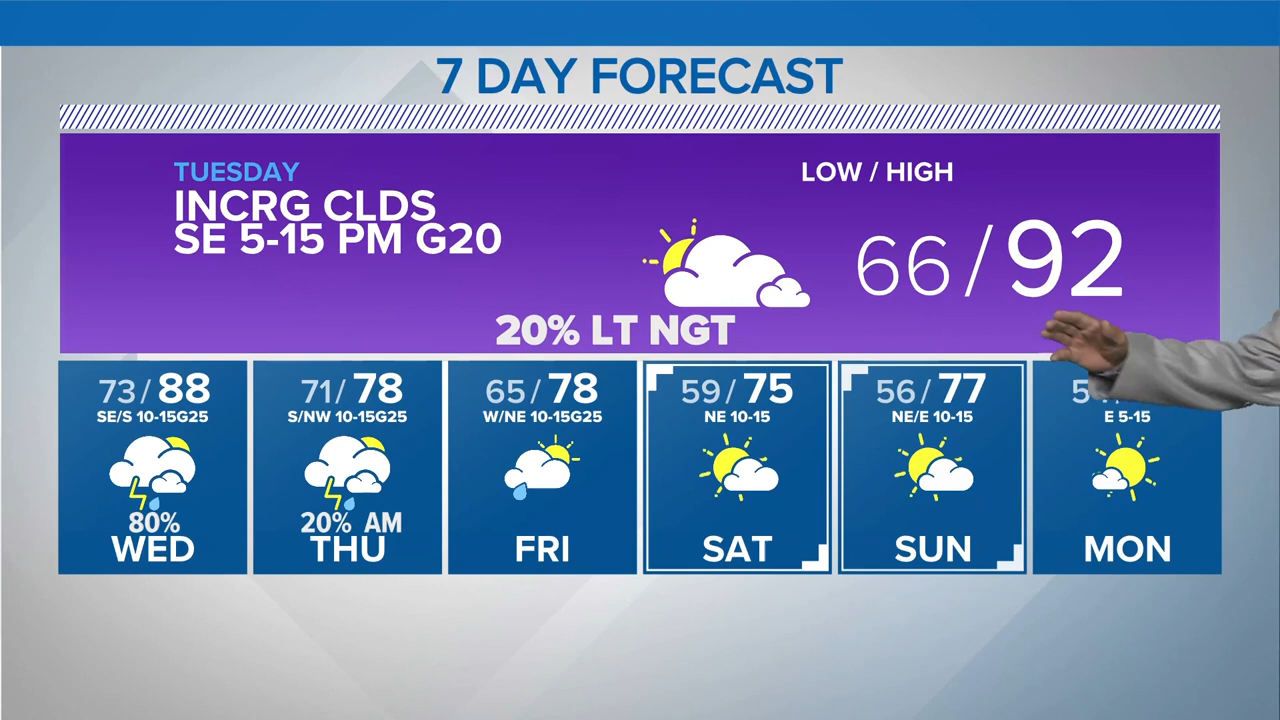 7 DAY FORECAST
TUESDAY
INCRG CLDS
SE 5-15 PM G20
LOW / HIGH
66/92
20% LT NGT
73/88
SE/S 10-15G25
80%
WED
71/78
S/NW 10-15G25
20% AM
THU
65/78
W/NE 10-15G25
FRI
59/75
NE 10-15
SAT
56/77
NE/E 10-15
SUN
E 5-15
MON